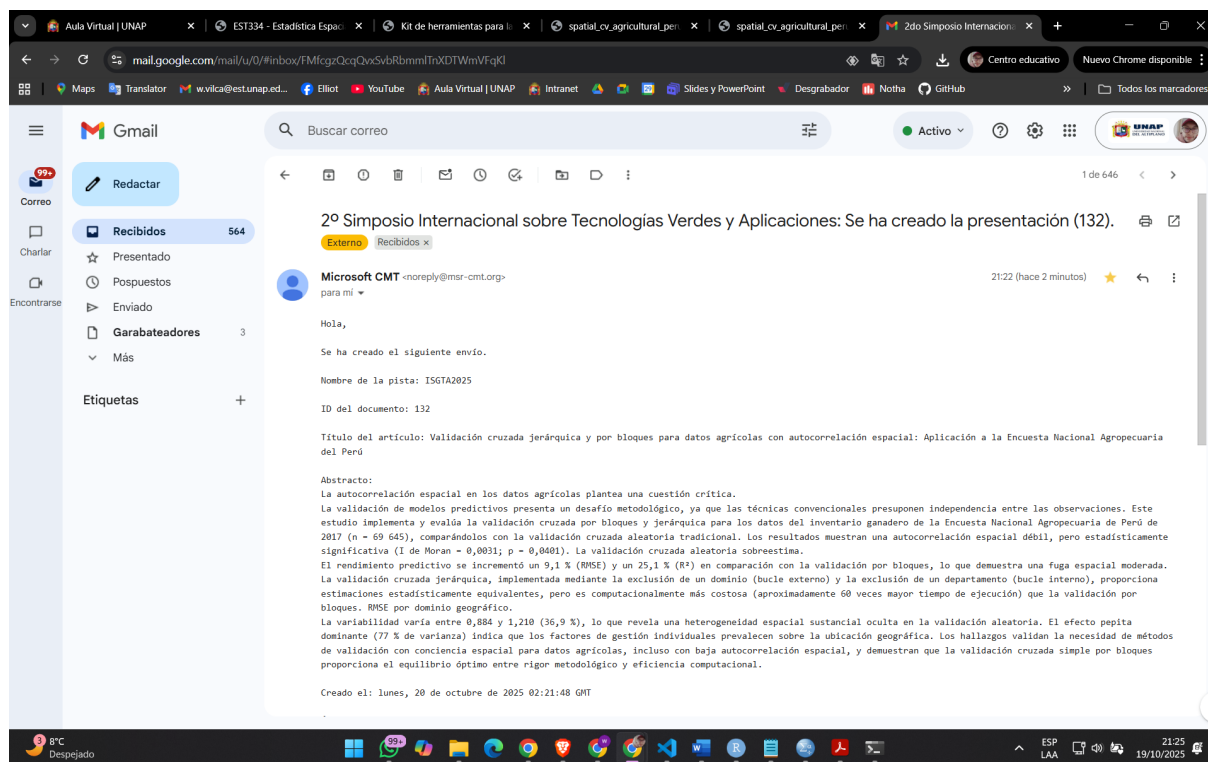 Aula Virtual | UNAP
EST334 - Estadística Espaci
Kit de herramientas para la
spatial_cv_agricultural_per
spatial_cv_agricultural_per
2do Simposio Internaciona
mail.google.com/mail/u/0/#inbox/FMfcgzQcqQvxSvbRbmmlTnXDTWmVFqKl
Centro educativo
Nuevo Chrome disponible
Maps
Translator
w.vilca@est.unap.ed...
Elliot
YouTube
Aula Virtual | UNAP
Intranet
Slides y PowerPoint
Desgrabador
Notha
GitHub
»
Todos los marcadores
Gmail
Buscar correo
Activo
UNAP
99+
Correo
Charlar
Encontrarse
Redactar
Recibidos 564
Presentado
Pospuestos
Enviado
Garabateadores 3
Más
Etiquetas +
1 de 646
2º Simposio Internacional sobre Tecnologías Verdes y Aplicaciones: Se ha creado la presentación (132).
Externo Recibidos ×
Microsoft CMT <noreply@msr-cmt.org>
21:22 (hace 2 minutos)
para mí
Hola,
Se ha creado el siguiente envío.
Nombre de la pista: ISGTA2025
ID del documento: 132
Título del artículo: Validación cruzada jerárquica y por bloques para datos agrícolas con autocorrelación espacial: Aplicación a la Encuesta Nacional Agropecuaria
del Perú
Abstracto:
La autocorrelación espacial en los datos agrícolas plantea una cuestión crítica.
La validación de modelos predictivos presenta un desafío metodológico, ya que las técnicas convencionales presuponen independencia entre las observaciones. Este
estudio implementa y evalúa la validación cruzada por bloques y jerárquica para los datos del inventario ganadero de la Encuesta Nacional Agropecuaria de Perú de
2017 (n = 69 645), comparándolos con la validación cruzada aleatoria tradicional. Los resultados muestran una autocorrelación espacial débil, pero estadísticamente
significativa (I de Moran = 0,0031; p = 0,0401). La validación cruzada aleatoria sobreestima.
El rendimiento predictivo se incrementó un 9,1 % (RMSE) y un 25,1 % (R²) en comparación con la validación por bloques, lo que demuestra una fuga espacial moderada.
La validación cruzada jerárquica, implementada mediante la exclusión de un dominio (bucle externo) y la exclusión de un departamento (bucle interno), proporciona
estimaciones estadísticamente equivalentes, pero es computacionalmente más costosa (aproximadamente 60 veces mayor tiempo de ejecución) que la validación por
bloques. RMSE por dominio geográfico.
La variabilidad varía entre 0,884 y 1,210 (36,9 %), lo que revela una heterogeneidad espacial sustancial oculta en la validación aleatoria. El efecto pepita
dominante (77 % de varianza) indica que los factores de gestión individuales prevalecen sobre la ubicación geográfica. Los hallazgos validan la necesidad de métodos
de validación con conciencia espacial para datos agrícolas, incluso con baja autocorrelación espacial, y demuestran que la validación cruzada simple por bloques
proporciona el equilibrio óptimo entre rigor metodológico y eficiencia computacional.
Creado el: lunes, 20 de octubre de 2025 02:21:48 GMT
3
8°C
Despejado
99+
ESP
LAA
21:25
19/10/2025